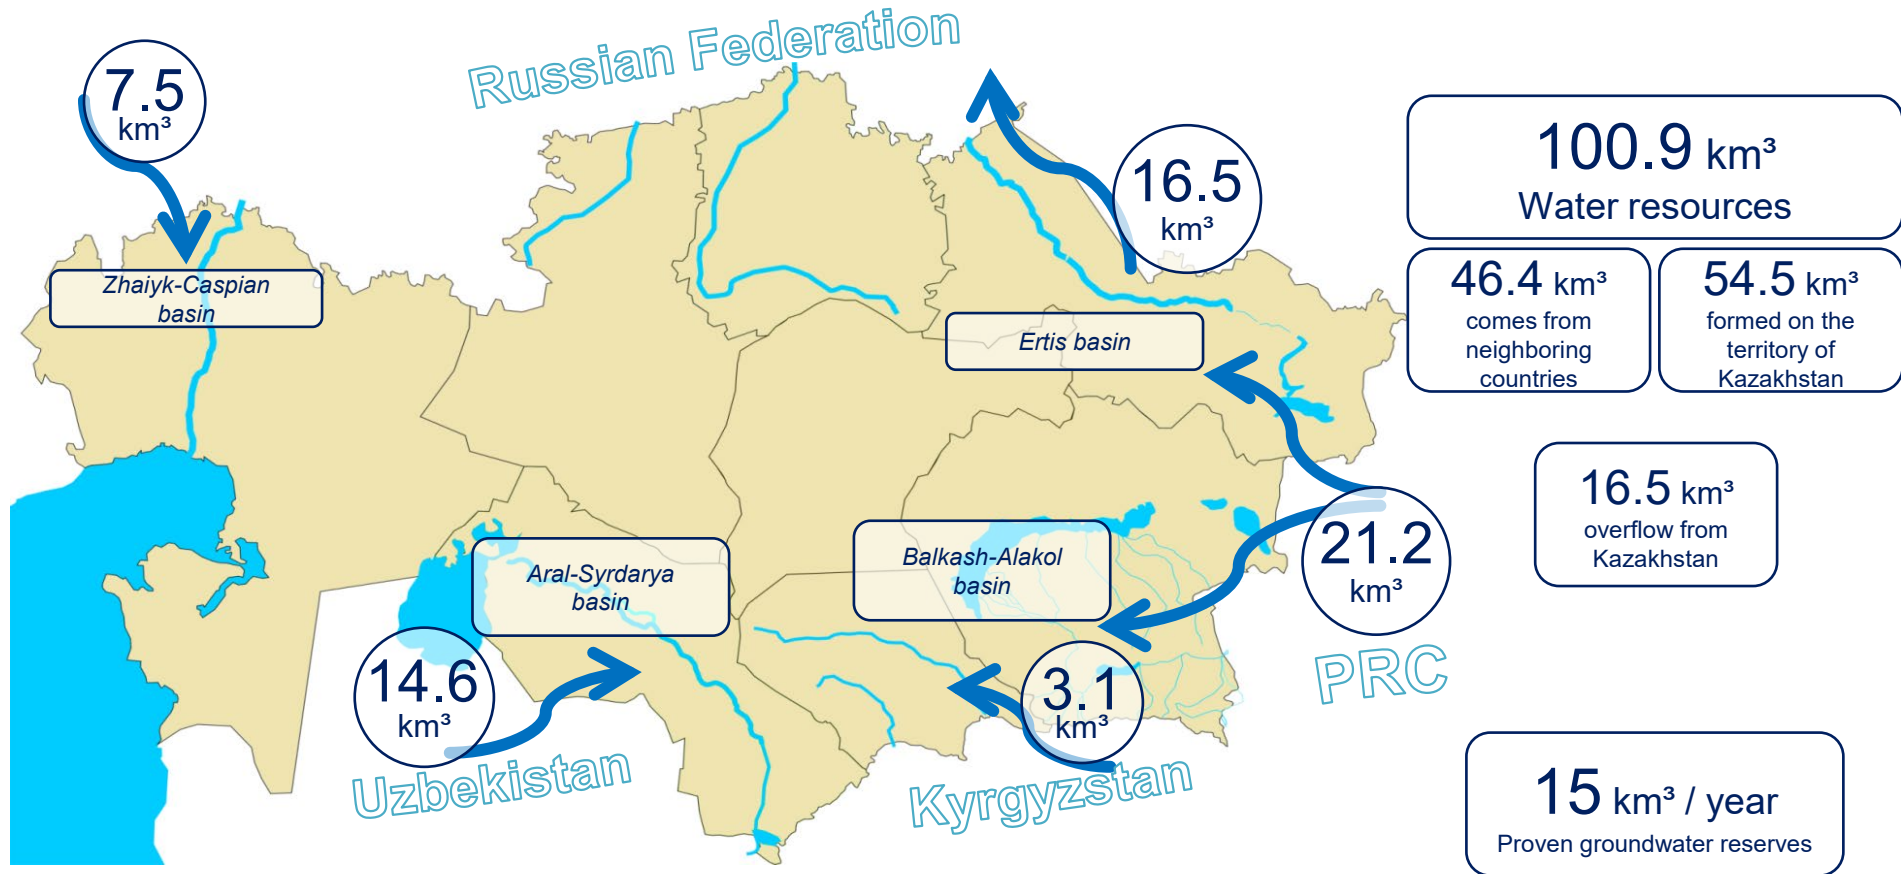 Russian Federation
7.5
km³
16.5
km³
100.9 km³
Water resources
46.4 km³
comes from
neighboring
countries
54.5 km³
formed on the
territory of
Kazakhstan
Zhaiyk-Caspian
basin
Ertis basin
16.5 km³
overflow from
Kazakhstan
21.2
km³
PRC
Aral-Syrdarya
basin
Balkash-Alakol
basin
14.6
km³
Uzbekistan
3.1
km³
Kyrgyzstan
15 km³ / year
Proven groundwater reserves